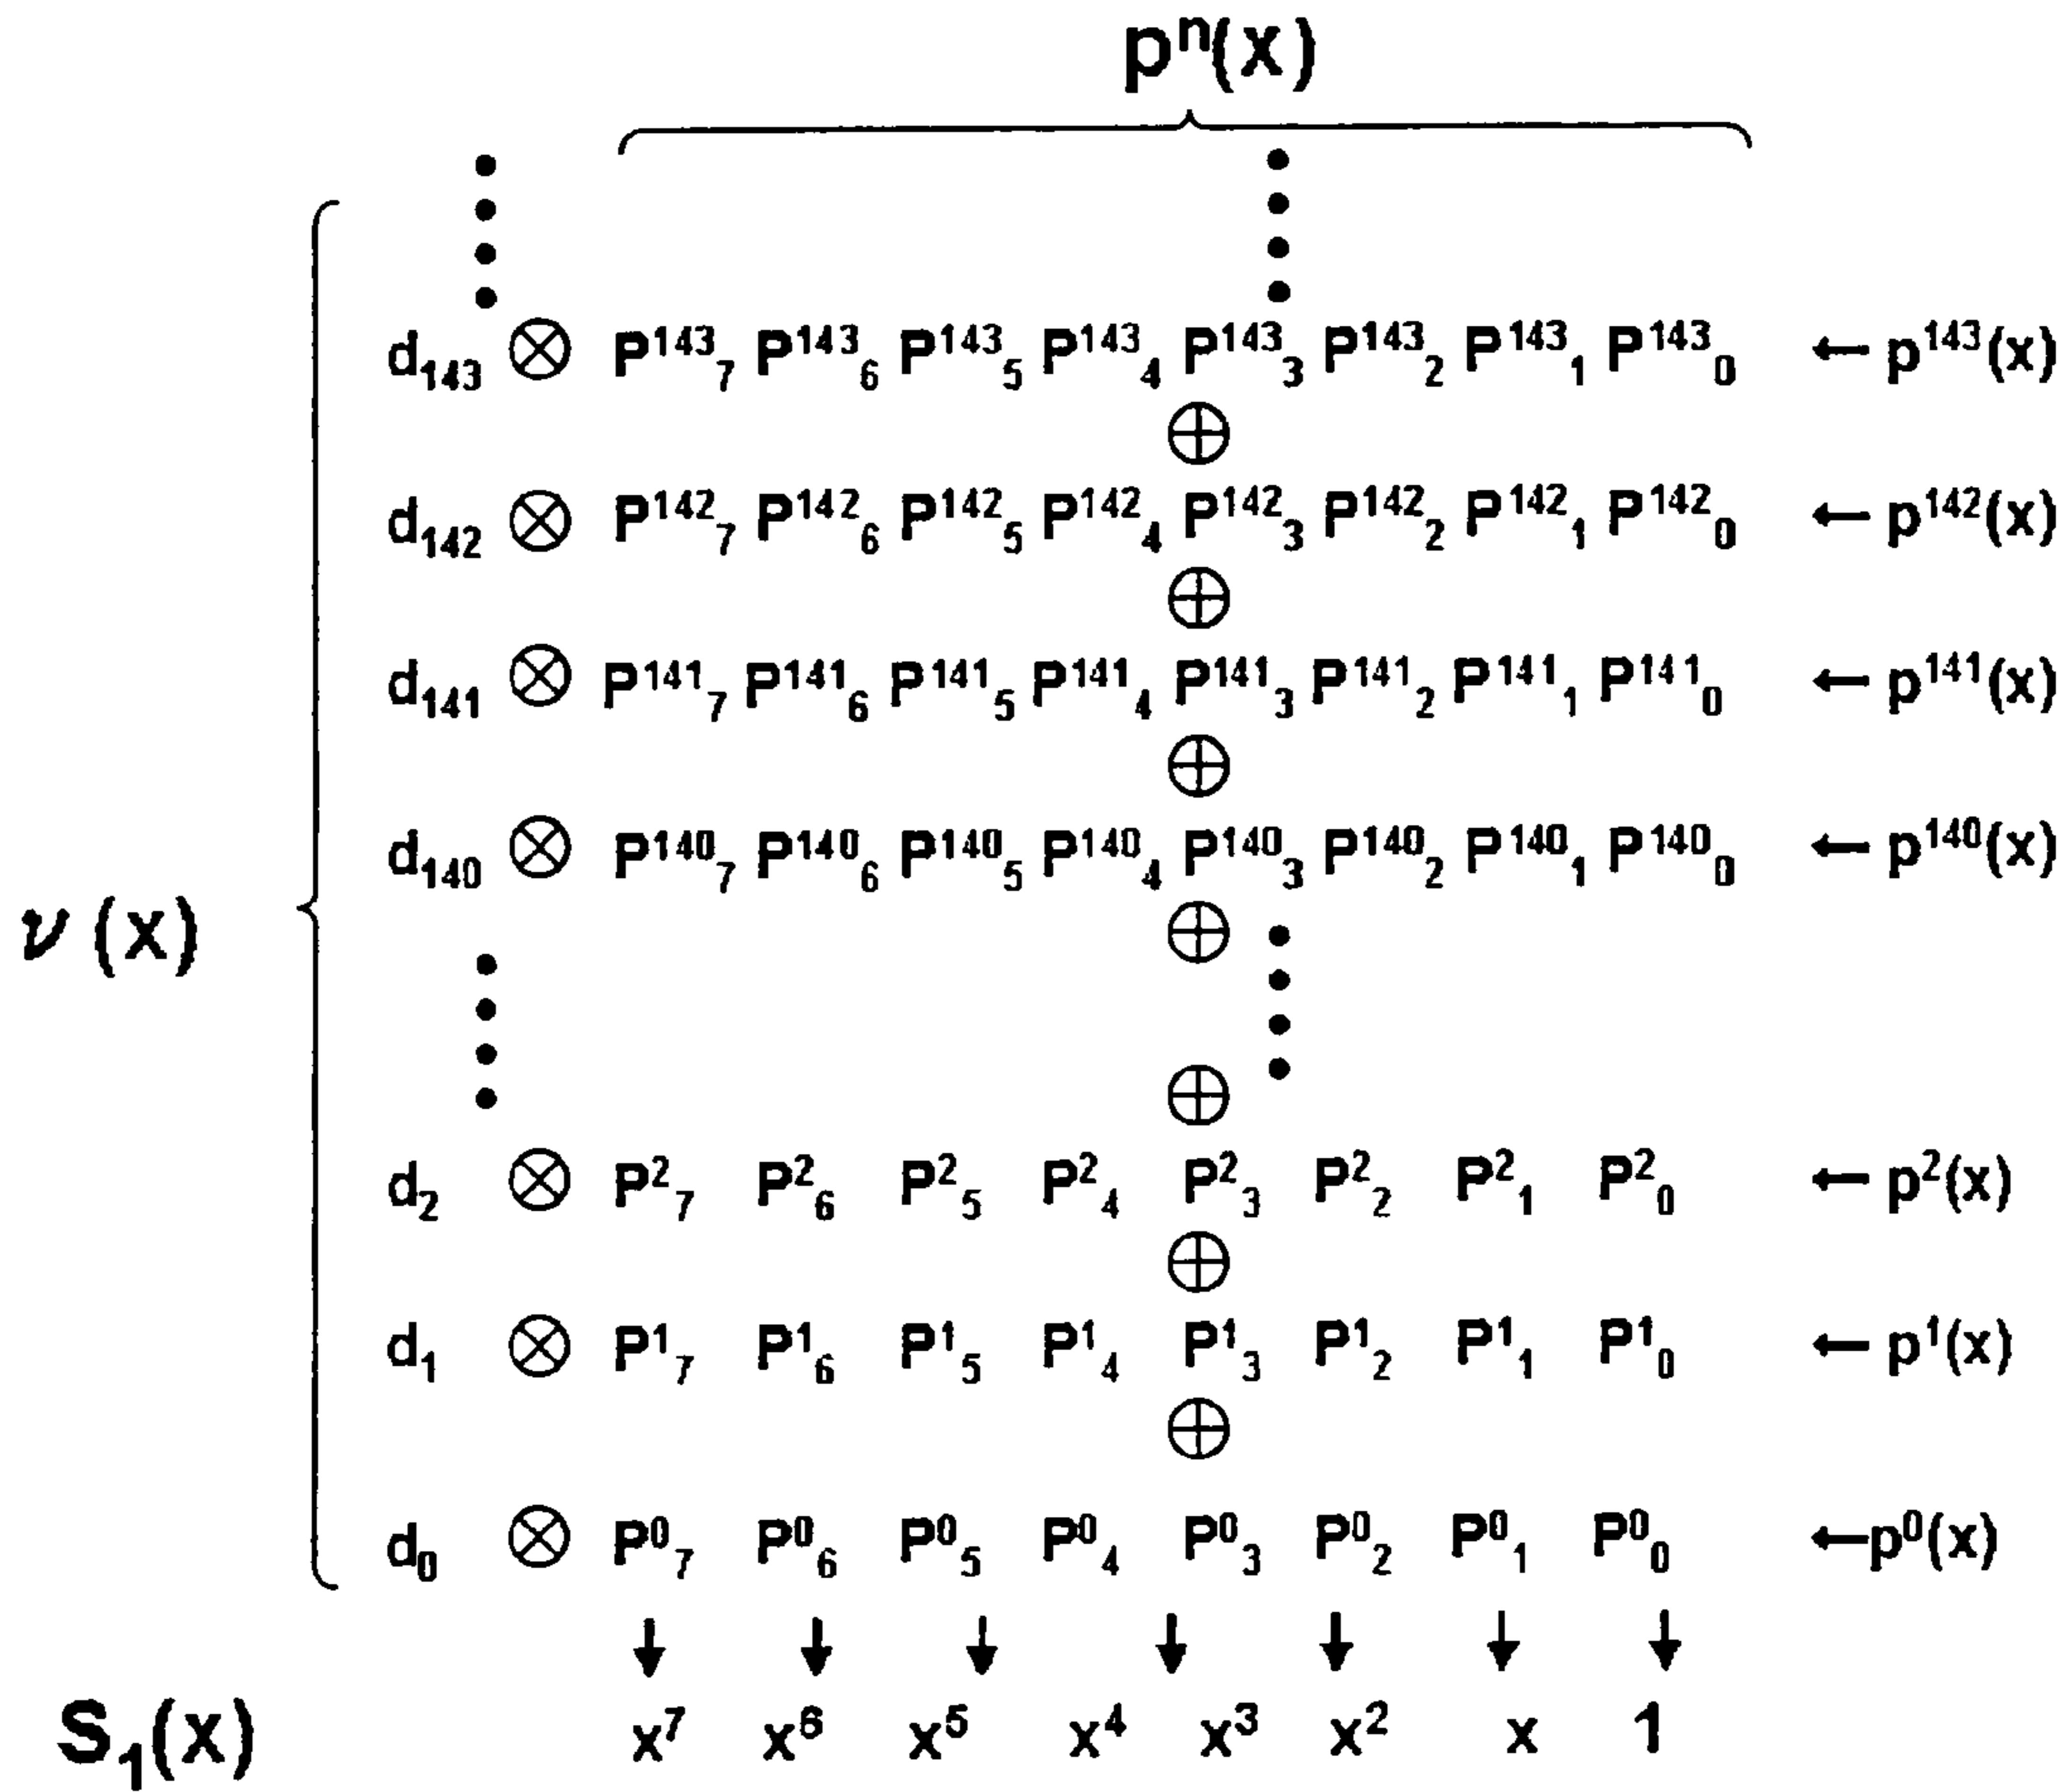 pⁿ(x)
d₁₄₃ ⊗ P¹⁴³₇ P¹⁴³₆ P¹⁴³₅ P¹⁴³₄ P¹⁴³₃ P¹⁴³₂ P¹⁴³₁ P¹⁴³₀ ← p¹⁴³(x)
⊕
d₁₄₂ ⊗ P¹⁴²₇ P¹⁴²₆ P¹⁴²₅ P¹⁴²₄ P¹⁴²₃ P¹⁴²₂ P¹⁴²₁ P¹⁴²₀ ← p¹⁴²(x)
⊕
d₁₄₁ ⊗ P¹⁴¹₇ P¹⁴¹₆ P¹⁴¹₅ P¹⁴¹₄ P¹⁴¹₃ P¹⁴¹₂ P¹⁴¹₁ P¹⁴¹₀ ← p¹⁴¹(x)
⊕
d₁₄₀ ⊗ P¹⁴⁰₇ P¹⁴⁰₆ P¹⁴⁰₅ P¹⁴⁰₄ P¹⁴⁰₃ P¹⁴⁰₂ P¹⁴⁰₁ P¹⁴⁰₀ ← p¹⁴⁰(x)
⊕
ν(x)
⊕
d₂ ⊗ P²₇ P²₆ P²₅ P²₄ P²₃ P²₂ P²₁ P²₀ ← p²(x)
⊕
d₁ ⊗ P¹₇ P¹₆ P¹₅ P¹₄ P¹₃ P¹₂ P¹₁ P¹₀ ← p¹(x)
⊕
d₀ ⊗ P⁰₇ P⁰₆ P⁰₅ P⁰₄ P⁰₃ P⁰₂ P⁰₁ P⁰₀ ← p⁰(x)
↓ ↓ ↓ ↓ ↓ ↓ ↓
S₁(x) x⁷ x⁶ x⁵ x⁴ x³ x² x 1